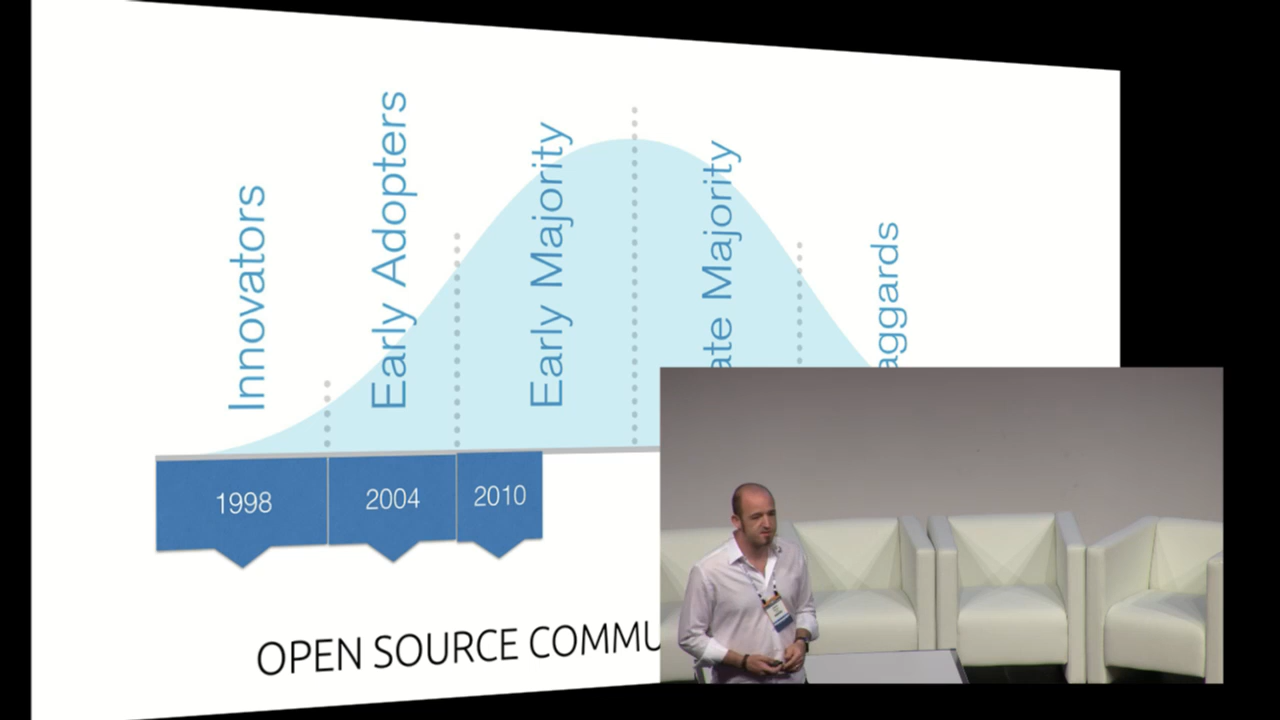 Innovators
Early Adopters
Early Majority
ate Majority
aggards
1998
2004
2010
OPEN SOURCE COMMU